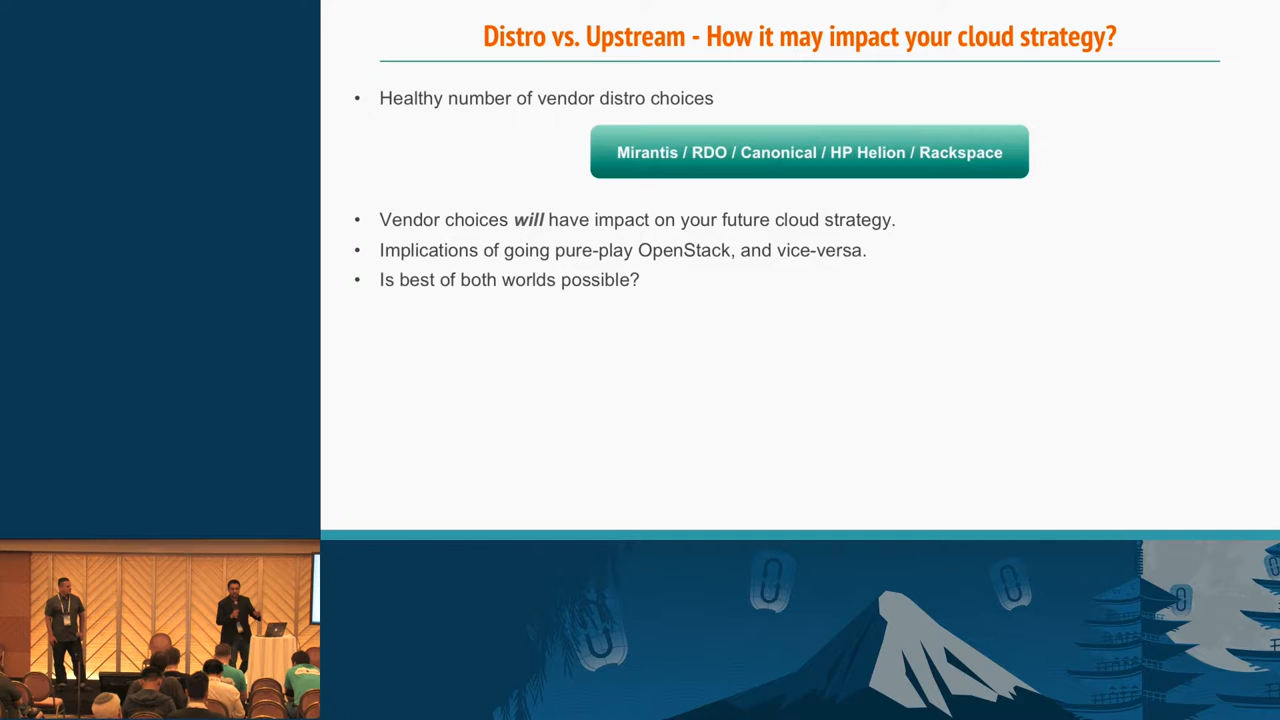 Distro vs. Upstream - How it may impact your cloud strategy?
• Healthy number of vendor distro choices
Mirantis / RDO / Canonical / HP Helion / Rackspace
• Vendor choices will have impact on your future cloud strategy.
• Implications of going pure-play OpenStack, and vice-versa.
• Is best of both worlds possible?